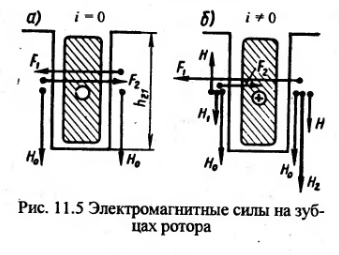 а) i = 0
б) i ≠ 0
F₁
F₂
h₂₁
H₀
H₀
F₁
H
F₂
H₁
H₀
H₀
H₂
H
Рис. 11.5 Электромагнитные силы на зуб-
цах ротора